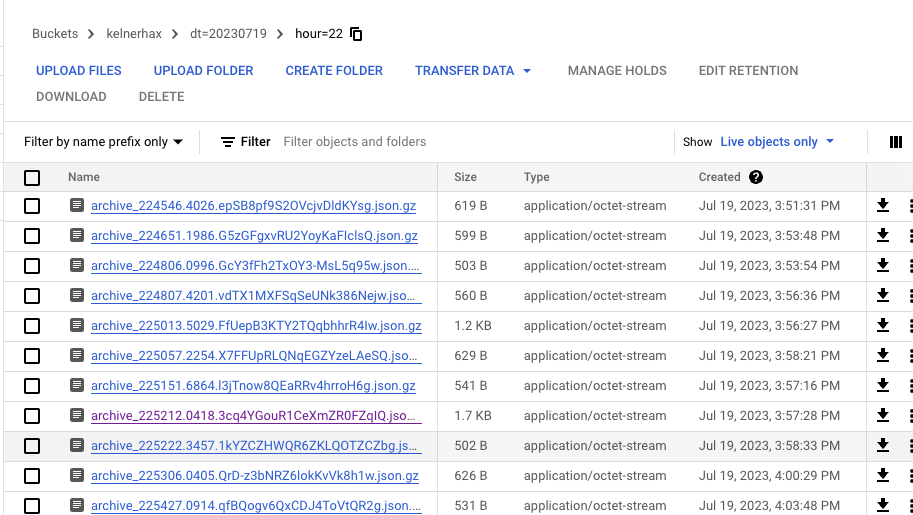 Buckets > kelnerhax > dt=20230719 > hour=22
UPLOAD FILES UPLOAD FOLDER CREATE FOLDER TRANSFER DATA MANAGE HOLDS EDIT RETENTION
DOWNLOAD DELETE
Filter by name prefix only Filter Filter objects and folders Show Live objects only
Name Size Type Created
archive_224546.4026.epSB8pf9S2OVcjvDldKYsg.json.gz 619 B application/octet-stream Jul 19, 2023, 3:51:31 PM
archive_224651.1986.G5zGFgxvRU2YoyKaFlclsQ.json.gz 599 B application/octet-stream Jul 19, 2023, 3:53:48 PM
archive_224806.0996.GcY3fFh2TxOY3-MsL5q95w.json.... 503 B application/octet-stream Jul 19, 2023, 3:53:54 PM
archive_224807.4201.vdTX1MXFSqSeUNk386Nejw.jso... 560 B application/octet-stream Jul 19, 2023, 3:56:36 PM
archive_225013.5029.FfUepB3KTY2TQqbhhrR4Iw.json.gz 1.2 KB application/octet-stream Jul 19, 2023, 3:56:27 PM
archive_225057.2254.X7FFUpRLQNqEGZYzeLAeSQ.jso... 629 B application/octet-stream Jul 19, 2023, 3:58:21 PM
archive_225151.6864.l3jTnow8QEaRRv4hrroH6g.json.gz 541 B application/octet-stream Jul 19, 2023, 3:57:16 PM
archive_225212.0418.3cq4YGouR1CeXmZR0FZqIQ.jso... 1.7 KB application/octet-stream Jul 19, 2023, 3:57:28 PM
archive_225222.3457.1kYZCZHWQR6ZKLQOTZCZbg.js... 502 B application/octet-stream Jul 19, 2023, 3:58:33 PM
archive_225306.0405.QrD-z3bNRZ6lokKvVk8h1w.json.gz 626 B application/octet-stream Jul 19, 2023, 4:00:29 PM
archive_225427.0914.qfBQogv6QxCDJ4ToVtQR2g.json.... 531 B application/octet-stream Jul 19, 2023, 4:03:48 PM